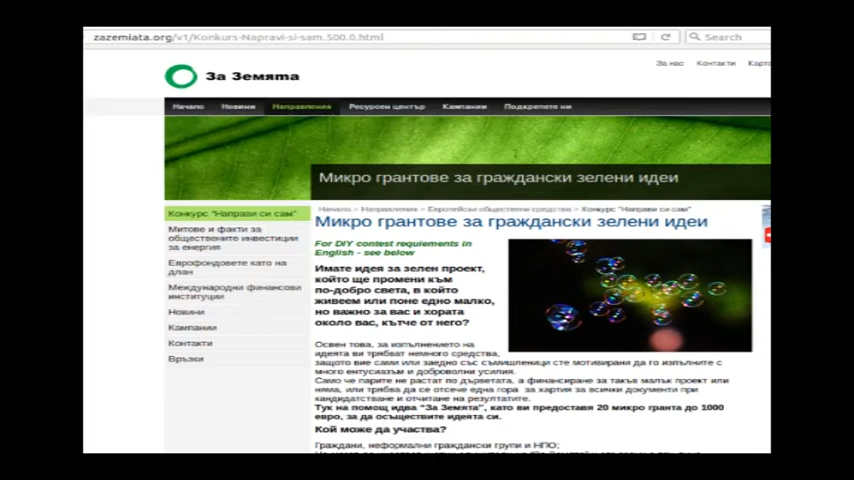 zazemiata.org/v1/Konkurs-Napravi-si-sam.500.0.html
Search
За нас Контакти Карта
За Земята
Начало Новини Направления Ресурсен център Кампании Подкрепете ни
Микро грантове за граждански зелени идеи
Начало > Направления > Европейски обществени средства > Конкурс "Направи си сам"
Микро грантове за граждански зелени идеи
Конкурс "Направи си сам"
Митове и факти за
обществените инвестиции
за енергия
Еврофондовете като на
длан
Международни финансови
институции
Новини
Кампании
Контакти
Връзки
For DIY contest requiements in
English - see below
Имате идея за зелен проект,
който ще промени към
по-добро света, в който
живеем или поне едно малко,
но важно за вас и хората
около вас, кътче от него?
Освен това, за изпълнението на
идеята ви трябват немного средства,
защото вие сами или заедно със съмишленици сте мотивирани да го изпълните с
много ентусиазъм и доброволни усилия.
Само че парите не растат по дърветата, а финансиране за такъв малък проект или
няма, или трябва да се отсече една гора за хартия за всички документи при
кандидатстване и отчитане на резултатите.
Тук на помощ идва "За Земята", като ви предоставя 20 микро гранта до 1000
евро, за да осъществите идеята си.
Кой може да участва?
Граждани, неформални граждански групи и НПО;